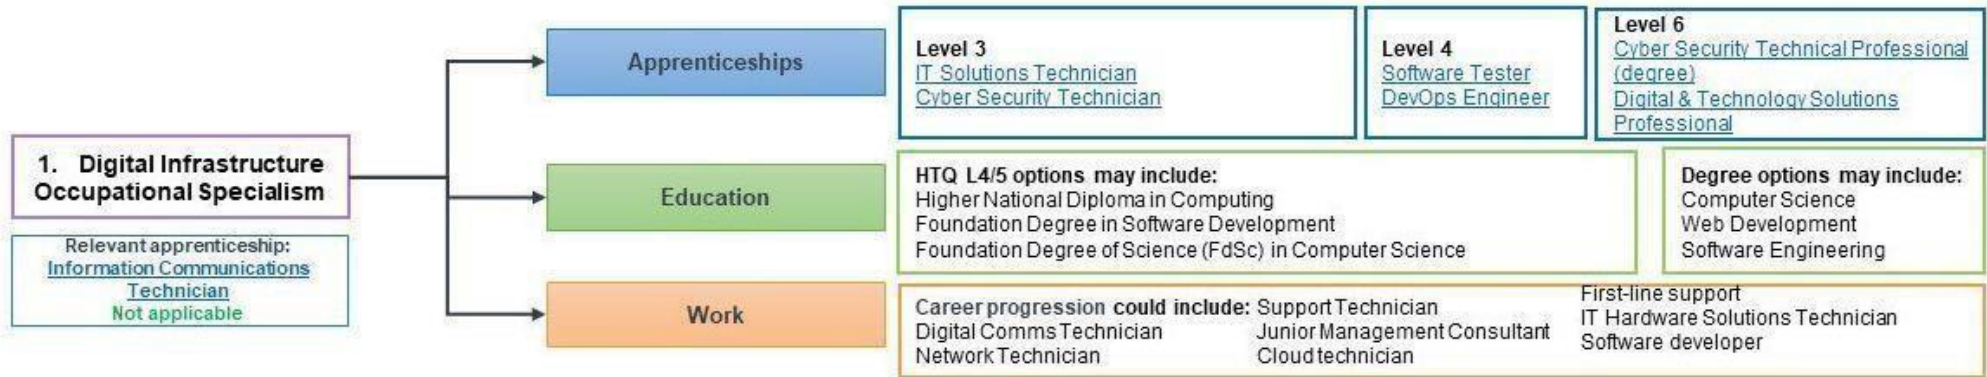 1. Digital Infrastructure
Occupational Specialism
Relevant apprenticeship:
Information Communications
Technician
Not applicable
Apprenticeships
Level 3
IT Solutions Technician
Cyber Security Technician
Level 4
Software Tester
DevOps Engineer
Level 6
Cyber Security Technical Professional
(degree)
Digital & Technology Solutions
Professional
Education
HTQ L4/5 options may include:
Higher National Diploma in Computing
Foundation Degree in Software Development
Foundation Degree of Science (FdSc) in Computer Science
Degree options may include:
Computer Science
Web Development
Software Engineering
Work
Career progression could include:
Digital Comms Technician
Network Technician
Support Technician
Junior Management Consultant
Cloud technician
First-line support
IT Hardware Solutions Technician
Software developer